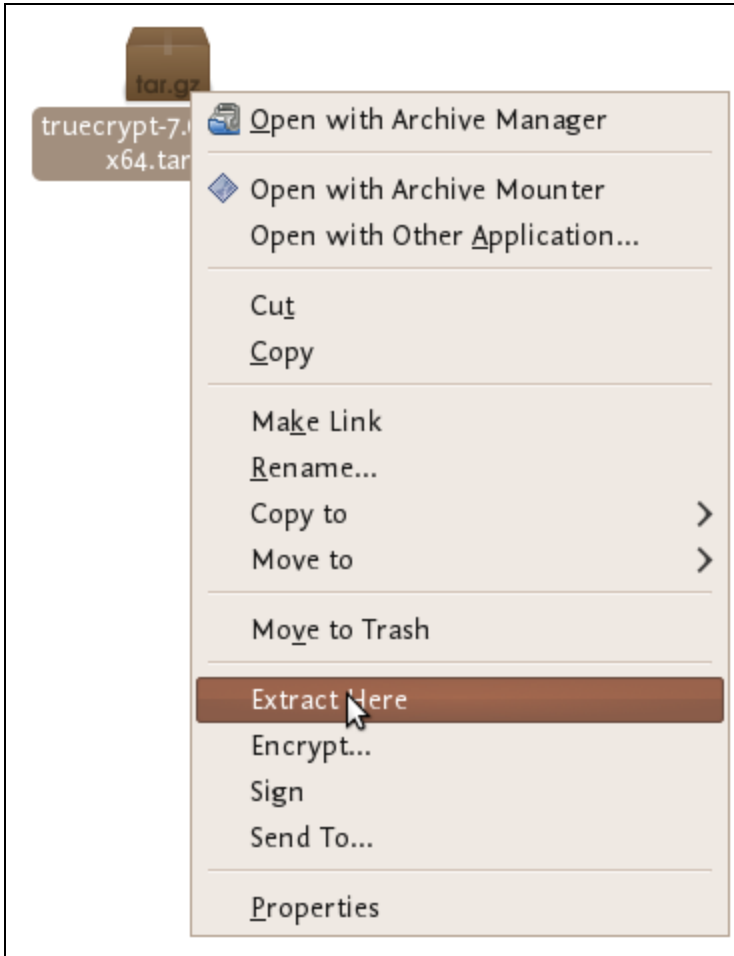 tar.gz
truecrypt-7.
x64.tar
Open with Archive Manager
Open with Archive Mounter
Open with Other Application...
Cut
Copy
Make Link
Rename...
Copy to
Move to
Move to Trash
Extract Here
Encrypt...
Sign
Send To...
Properties